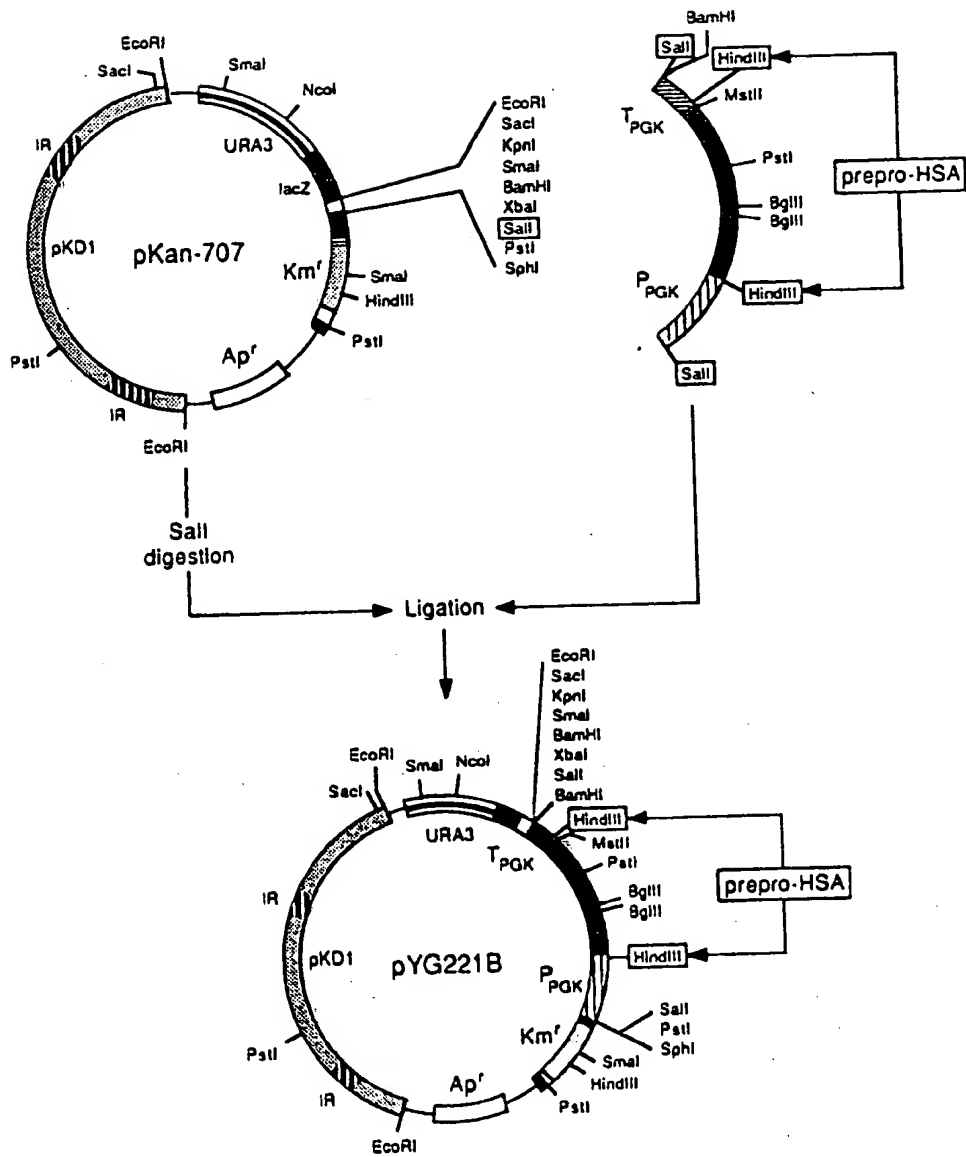 EcoRI
SacI
SmaI
NcoI
URA3
lacZ
IR
pKD1
pKan-707
Km^r
SmaI
HindIII
PstI
Ap^r
PstI
IR
EcoRI
EcoRI
SacI
KpnI
SmaI
BamHI
XbaI
SalI
PstI
SphI
BamHI
SalI
HindIII
MstII
T_PGK
PstI
prepro-HSA
BglII
BglII
P_PGK
HindIII
SalI
SalI
digestion
Ligation
EcoRI
SacI
KpnI
SmaI
BamHI
XbaI
SalI
BamHI
EcoRI
SacI
SmaI
NcoI
URA3
T_PGK
HindIII
MstII
PstI
prepro-HSA
BglII
BglII
IR
pKD1
pYG221B
HindIII
P_PGK
SalI
PstI
SphI
Km^r
SmaI
HindIII
PstI
Ap^r
PstI
IR
EcoRI